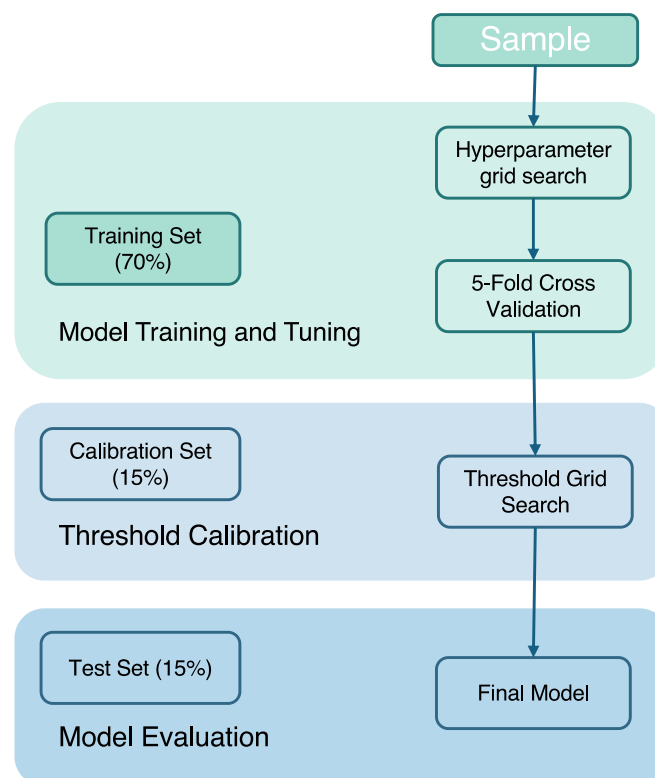 Sample
Hyperparameter
grid search
Training Set
(70%)
5-Fold Cross
Validation
Model Training and Tuning
Calibration Set
(15%)
Threshold Grid
Search
Threshold Calibration
Test Set (15%)
Final Model
Model Evaluation